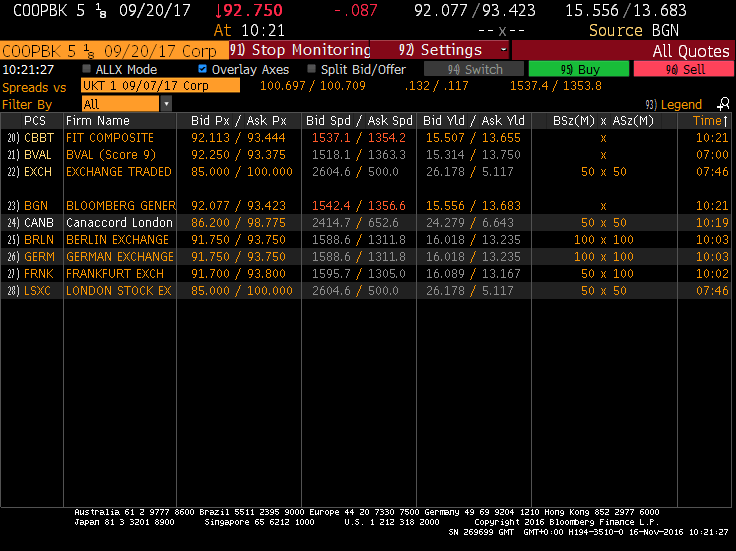 COOPBK 5 ⅛ 09/20/17 ↓92.750 -.087 92.077/93.423 15.556/13.683
At 10:21 --x-- Source BGN
COOPBK 5 ⅛ 09/20/17 Corp 91) Stop Monitoring 92) Settings All Quotes
10:21:27 ALLX Mode Overlay Axes Split Bid/Offer 94) Switch 95) Buy 96) Sell
Spreads vs UKT 1 09/07/17 Corp 100.697/100.709 .132/.117 1537.4/1353.8
Filter By All 93) Legend
PCS Firm Name Bid Px / Ask Px Bid Spd / Ask Spd Bid Yld / Ask Yld BSz(M) x ASz(M) Time↑
20) CBBT FIT COMPOSITE 92.113 / 93.444 1537.1 / 1354.2 15.507 / 13.655 x 10:21
21) BVAL BVAL (Score 9) 92.250 / 93.375 1518.1 / 1363.3 15.314 / 13.750 x 07:00
22) EXCH EXCHANGE TRADED 85.000 / 100.000 2604.6 / 500.0 26.178 / 5.117 50 x 50 07:46
23) BGN BLOOMBERG GENER 92.077 / 93.423 1542.4 / 1356.6 15.556 / 13.683 x 10:21
24) CANB Canaccord London 86.200 / 98.775 2414.7 / 652.6 24.279 / 6.643 50 x 50 10:19
25) BRLN BERLIN EXCHANGE 91.750 / 93.750 1588.6 / 1311.8 16.018 / 13.235 100 x 100 10:03
26) GERM GERMAN EXCHANGE 91.750 / 93.750 1588.6 / 1311.8 16.018 / 13.235 100 x 100 10:03
27) FRNK FRANKFURT EXCH 91.700 / 93.800 1595.7 / 1305.0 16.089 / 13.167 50 x 100 10:02
28) LSXC LONDON STOCK EX 85.000 / 100.000 2604.6 / 500.0 26.178 / 5.117 50 x 50 07:46
Australia 61 2 9777 8600 Brazil 5511 2395 9000 Europe 44 20 7330 7500 Germany 49 69 9204 1210 Hong Kong 852 2977 6000
Japan 81 3 3201 8900 Singapore 65 6212 1000 U.S. 1 212 318 2000 Copyright 2016 Bloomberg Finance L.P.
SN 269699 GMT GMT+0:00 H194-3510-0 16-Nov-2016 10:21:27